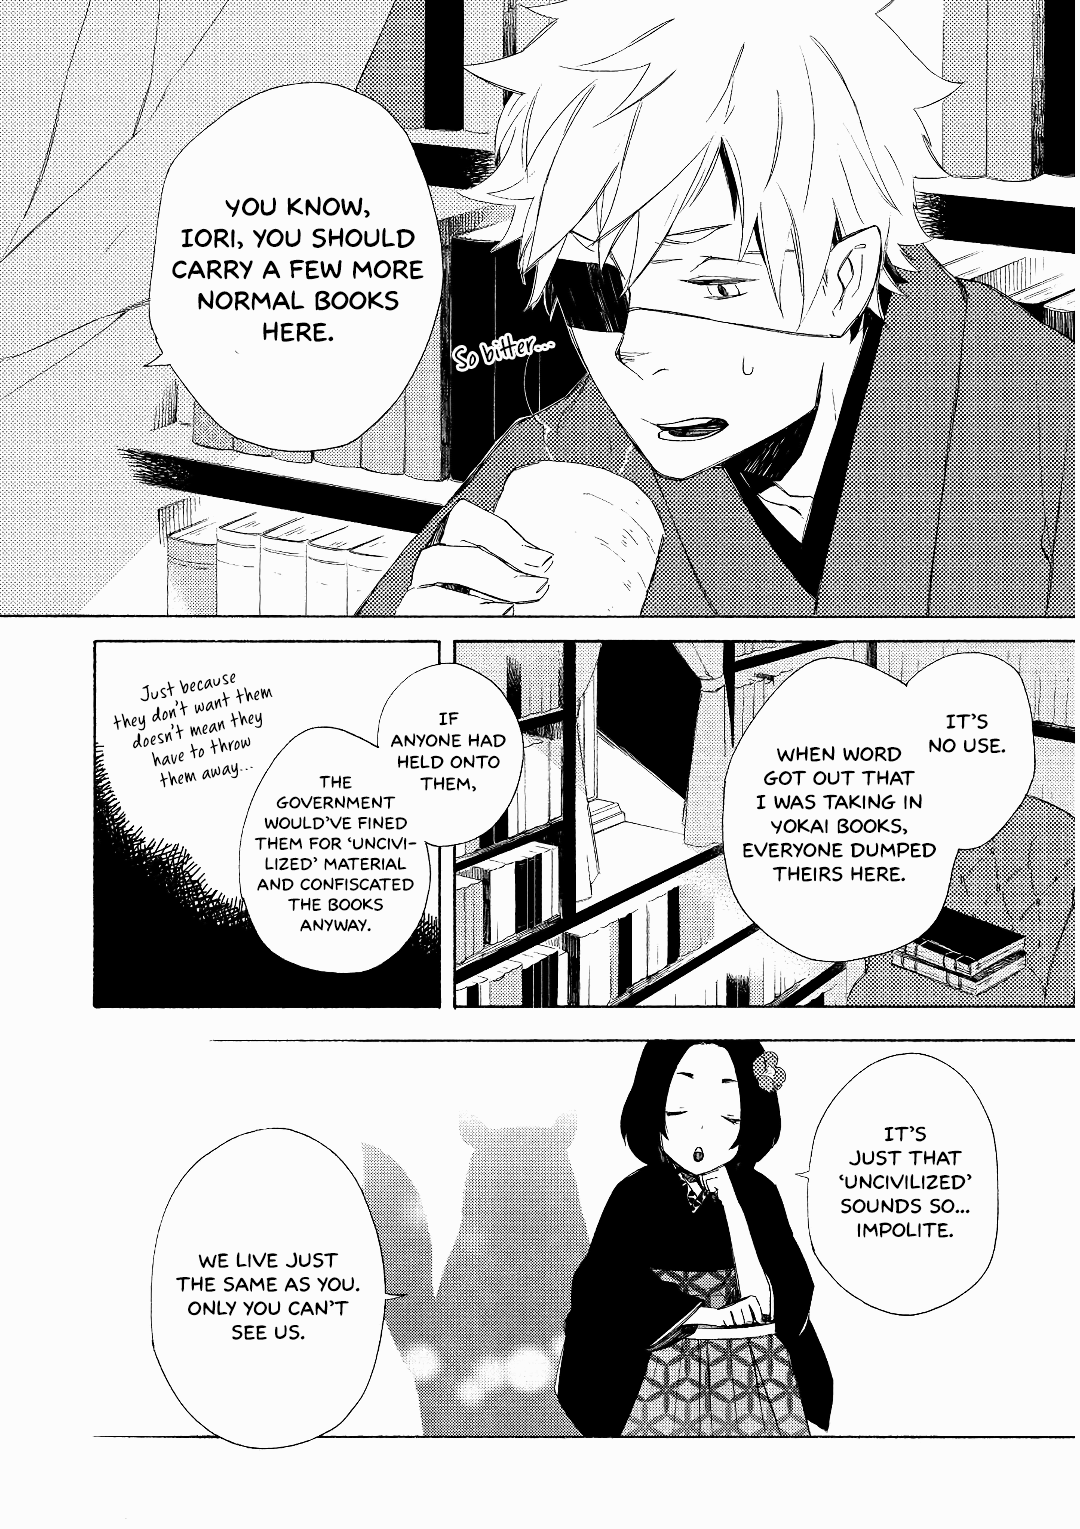 YOU KNOW,
IORI, YOU SHOULD
CARRY A FEW MORE
NORMAL BOOKS
HERE.
So bitter...
IT'S
NO USE.
WHEN WORD
GOT OUT THAT
I WAS TAKING IN
YOKAI BOOKS,
EVERYONE DUMPED
THEIRS HERE.
IF
ANYONE HAD
HELD ONTO
THEM,
THE
GOVERNMENT
WOULD'VE FINED
THEM FOR 'UNCIVI-
LIZED' MATERIAL
AND CONFISCATED
THE BOOKS
ANYWAY.
Just because
they don't want them
doesn't mean they
have to throw
them away...
IT'S
JUST THAT
'UNCIVILIZED'
SOUNDS SO...
IMPOLITE.
WE LIVE JUST
THE SAME AS YOU.
ONLY YOU CAN'T
SEE US.